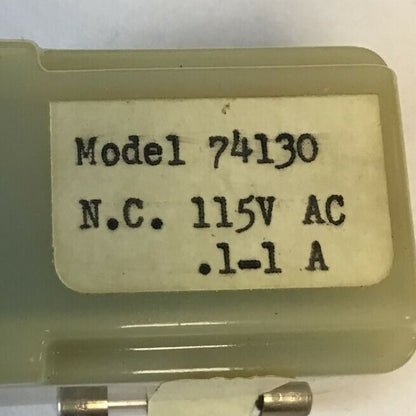 Model 74130
N.C. 115V AC
.1-1 A